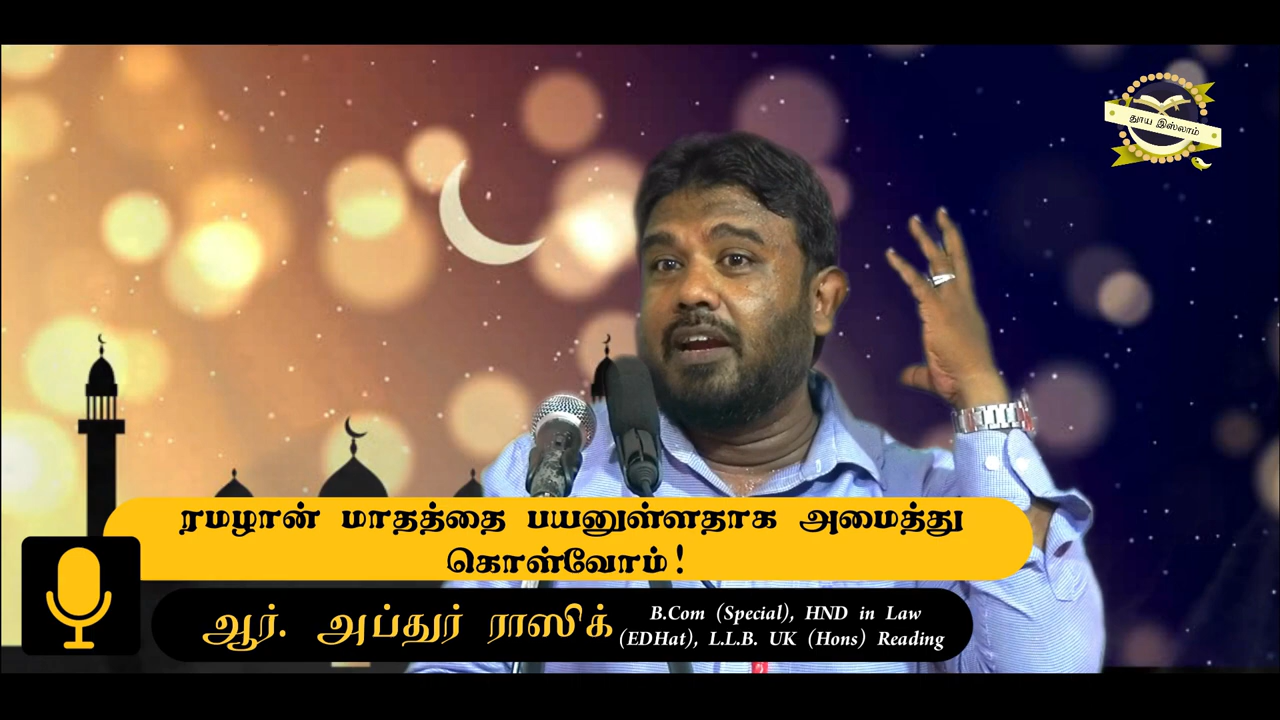 தூய இஸ்லாம்
ரமழான் மாதத்தை பயனுள்ளதாக அமைத்து
கொள்வோம்!
ஆர். அப்துர் ராஸிக்
B.Com (Special), HND in Law
(EDHat), L.L.B. UK (Hons) Reading